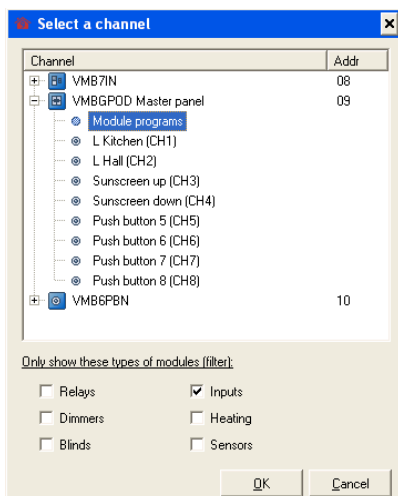 Select a channel
Channel Addr
VMB7IN 08
VMBGPOD Master panel 09
Module programs
L Kitchen (CH1)
L Hall (CH2)
Sunscreen up (CH3)
Sunscreen down (CH4)
Push button 5 (CH5)
Push button 6 (CH6)
Push button 7 (CH7)
Push button 8 (CH8)
VMB6PBN 10
Only show these types of modules (filter):
Relays Inputs
Dimmers Heating
Blinds Sensors
OK Cancel